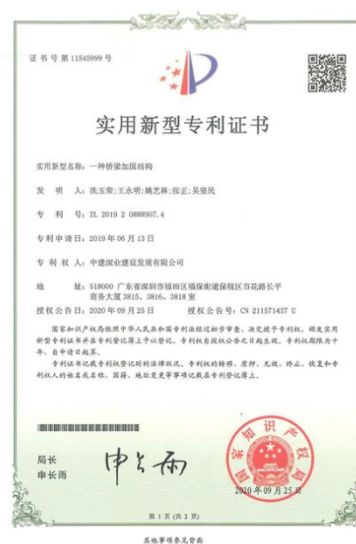 证书号第11545999号
实用新型专利证书
实用新型名称：一种桥梁加固结构
发明人：冼玉荣;王永明;姚艺林;张正;吴竖民
专利号：ZL 2019 2 0888907.4
专利申请日：2019年06月13日
专利权人：中建深业建设发展有限公司
地址：518000 广东省深圳市福田区福保街道保税区市花路长平
商务大厦3815、3816、3818室
授权公告日：2020年09月25日 授权公告号：CN 211571437 U
国家知识产权局依照中华人民共和国专利法经过初步审查，决定授予专利权，颁发实用
新型专利证书并在专利登记簿上予以登记。专利权自授权公告之日起生效。专利权期限为十
年，自申请日起算。
专利证书记载专利权登记时的法律状况。专利权的转移、质押、无效、终止、恢复和专
利权人的姓名或名称、国籍、地址变更等事项记载在专利登记簿上。
局长
申长雨
申长雨
国家知识产权局
2020年09月25日
第1页(共2页)
其他事项参见背面